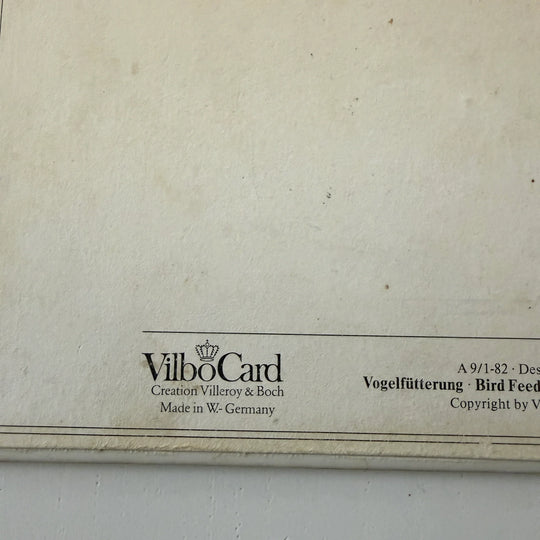 VilboCard
Creation Villeroy & Boch
Made in W.- Germany
A 9/1-82 · Des
Vogelfütterung · Bird Feed
Copyright by V